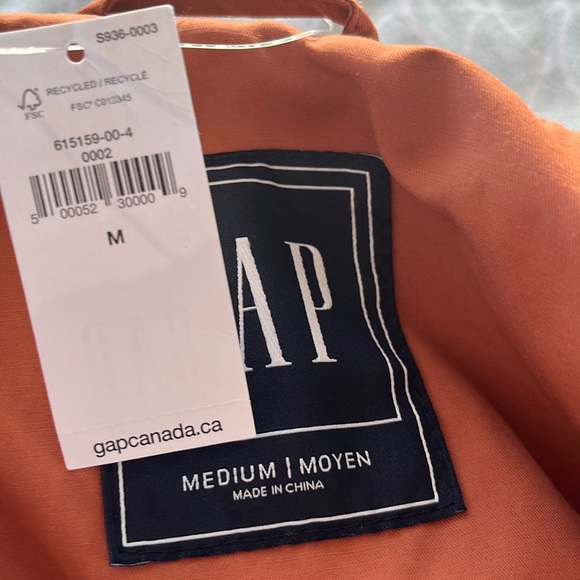 S936-0003
RECYCLED / RECYCLÉ
FSC
FSC® C012345
615159-00-4
0002
5 00052 30000 9
M
gapcanada.ca
AP
MEDIUM | MOYEN
MADE IN CHINA